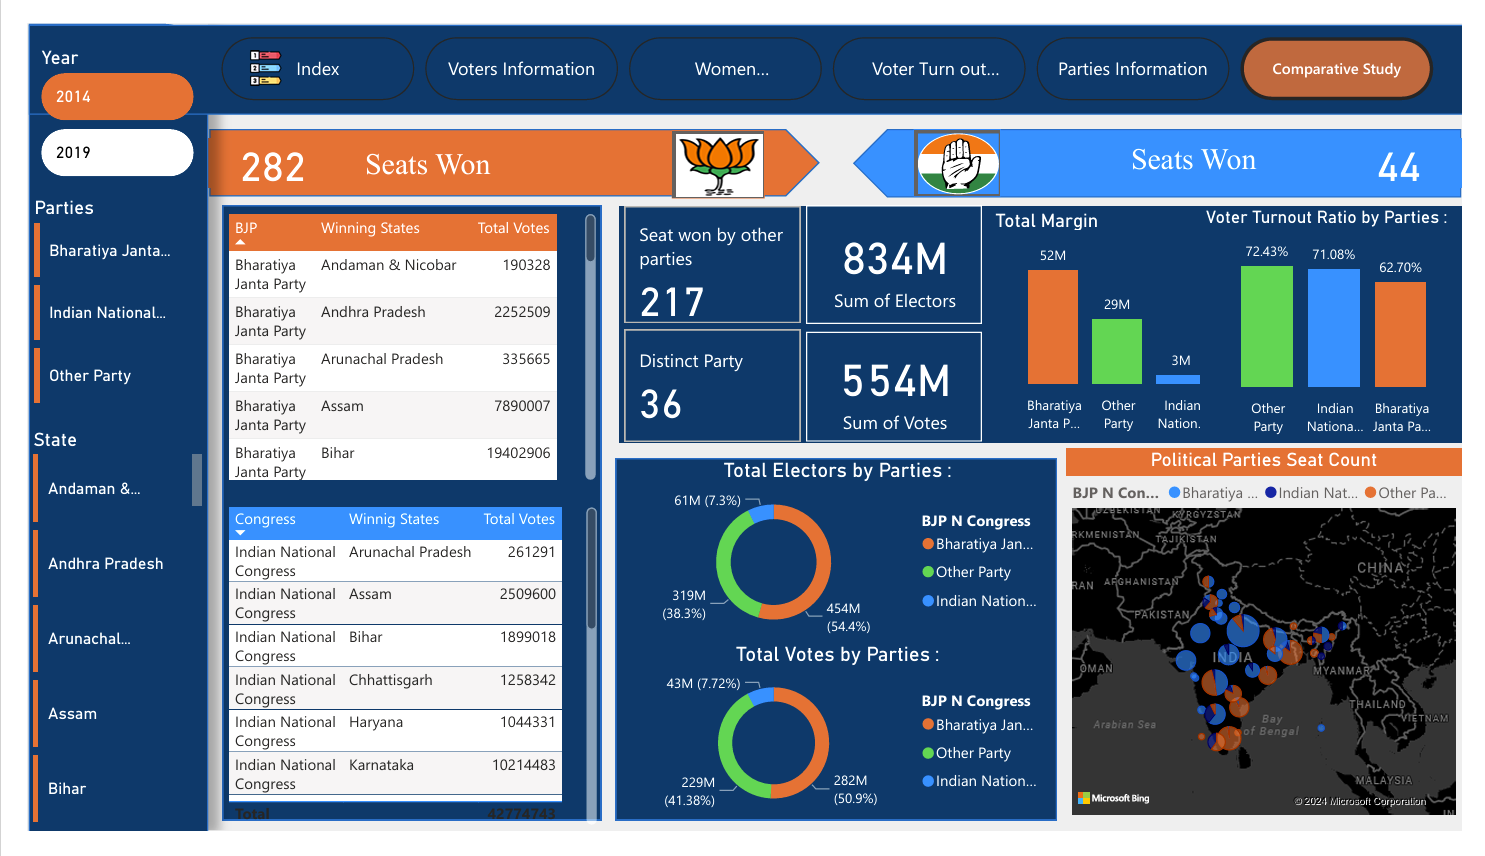 Year
2014
2019
Index
Voters Information
Women...
Voter Turn out...
Parties Information
Comparative Study
282
Seats Won
Seats Won
44
Parties
Bharatiya Janta...
Indian National...
Other Party
State
Andaman &...
Andhra Pradesh
Arunachal...
Assam
Bihar
BJP Winning States Total Votes
Bharatiya Andaman & Nicobar 190328
Janta Party
Bharatiya Andhra Pradesh 2252509
Janta Party
Bharatiya Arunachal Pradesh 335665
Janta Party
Bharatiya Assam 7890007
Janta Party
Bharatiya Bihar 19402906
Janta Party
Congress Winnig States Total Votes
Indian National Arunachal Pradesh 261291
Congress
Indian National Assam 2509600
Congress
Indian National Bihar 1899018
Congress
Indian National Chhattisgarh 1258342
Congress
Indian National Haryana 1044331
Congress
Indian National Karnataka 10214483
Congress
Total 42774743
Seat won by other
parties
217
834M
Sum of Electors
Distinct Party
36
554M
Sum of Votes
Total Margin
52M
29M
3M
Bharatiya Other Indian
Janta P... Party Nation.
Voter Turnout Ratio by Parties :
72.43% 71.08% 62.70%
Other Indian Bharatiya
Party Nationa... Janta Pa...
Total Electors by Parties :
61M (7.3%)
319M
(38.3%)
454M
(54.4%)
BJP N Congress
Bharatiya Jan...
Other Party
Indian Nation...
Total Votes by Parties :
43M (7.72%)
229M
(41.38%)
282M
(50.9%)
BJP N Congress
Bharatiya Jan...
Other Party
Indian Nation...
Political Parties Seat Count
BJP N Con... Bharatiya ... Indian Nat... Other Pa...
UZBEKISTAN KYRGYZSTAN
RKMENISTAN TAJIKISTAN
CHINA
RAN AFGHANISTAN
PAKISTAN
OMAN
INDIA
MYANMAR
THAILAND
VIETNAM
Arabian Sea
Bay
of Bengal
MALAYSIA
Microsoft Bing
© 2024 Microsoft Corporation
IN